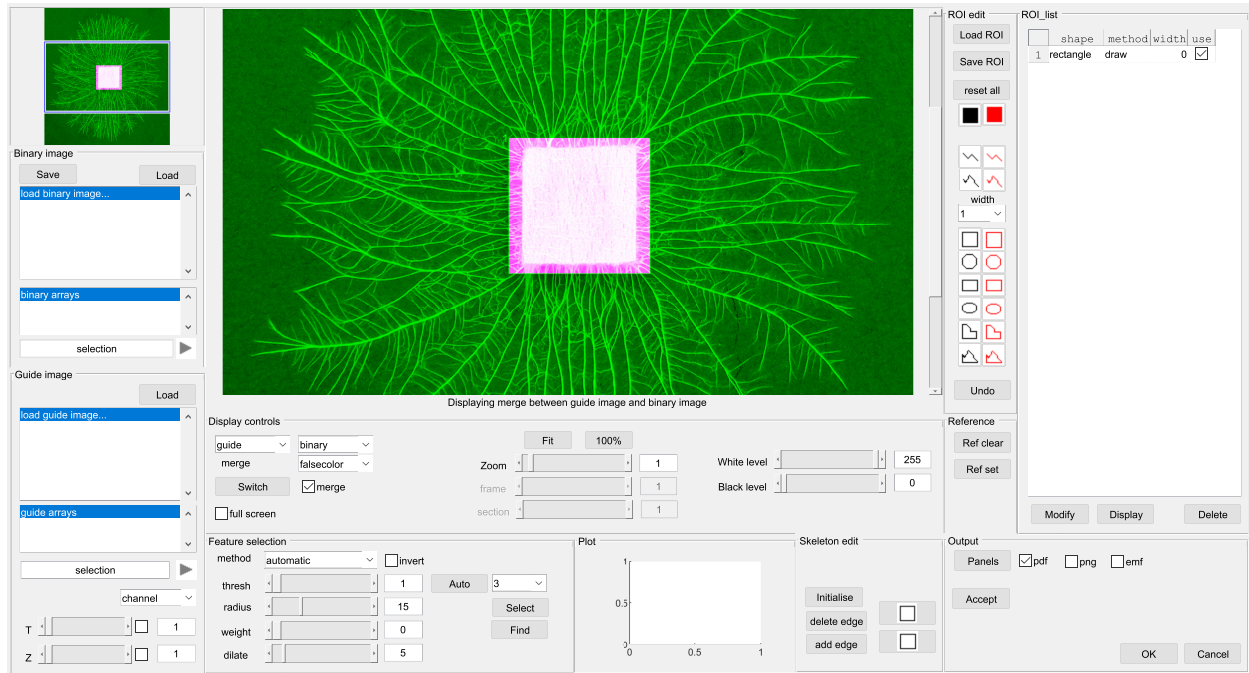 Binary image
Save
Load
load binary image...
binary arrays
selection
Guide image
Load
load guide image...
guide arrays
selection
channel
T 1
Z 1
Displaying merge between guide image and binary image
Display controls
guide binary
merge falsecolor
Switch merge
full screen
Fit 100%
Zoom 1
frame 1
section 1
White level 255
Black level 0
Feature selection
method automatic invert
thresh 1 Auto 3
radius 15 Select
weight 0 Find
dilate 5
Plot
1
0.5
0
0 0.5 1
Skeleton edit
Initialise
delete edge
add edge
ROI edit
Load ROI
Save ROI
reset all
width
1
Undo
Reference
Ref clear
Ref set
ROI_list
shape method width use
1 rectangle draw 0
Modify Display Delete
Output
Panels pdf png emf
Accept
OK Cancel